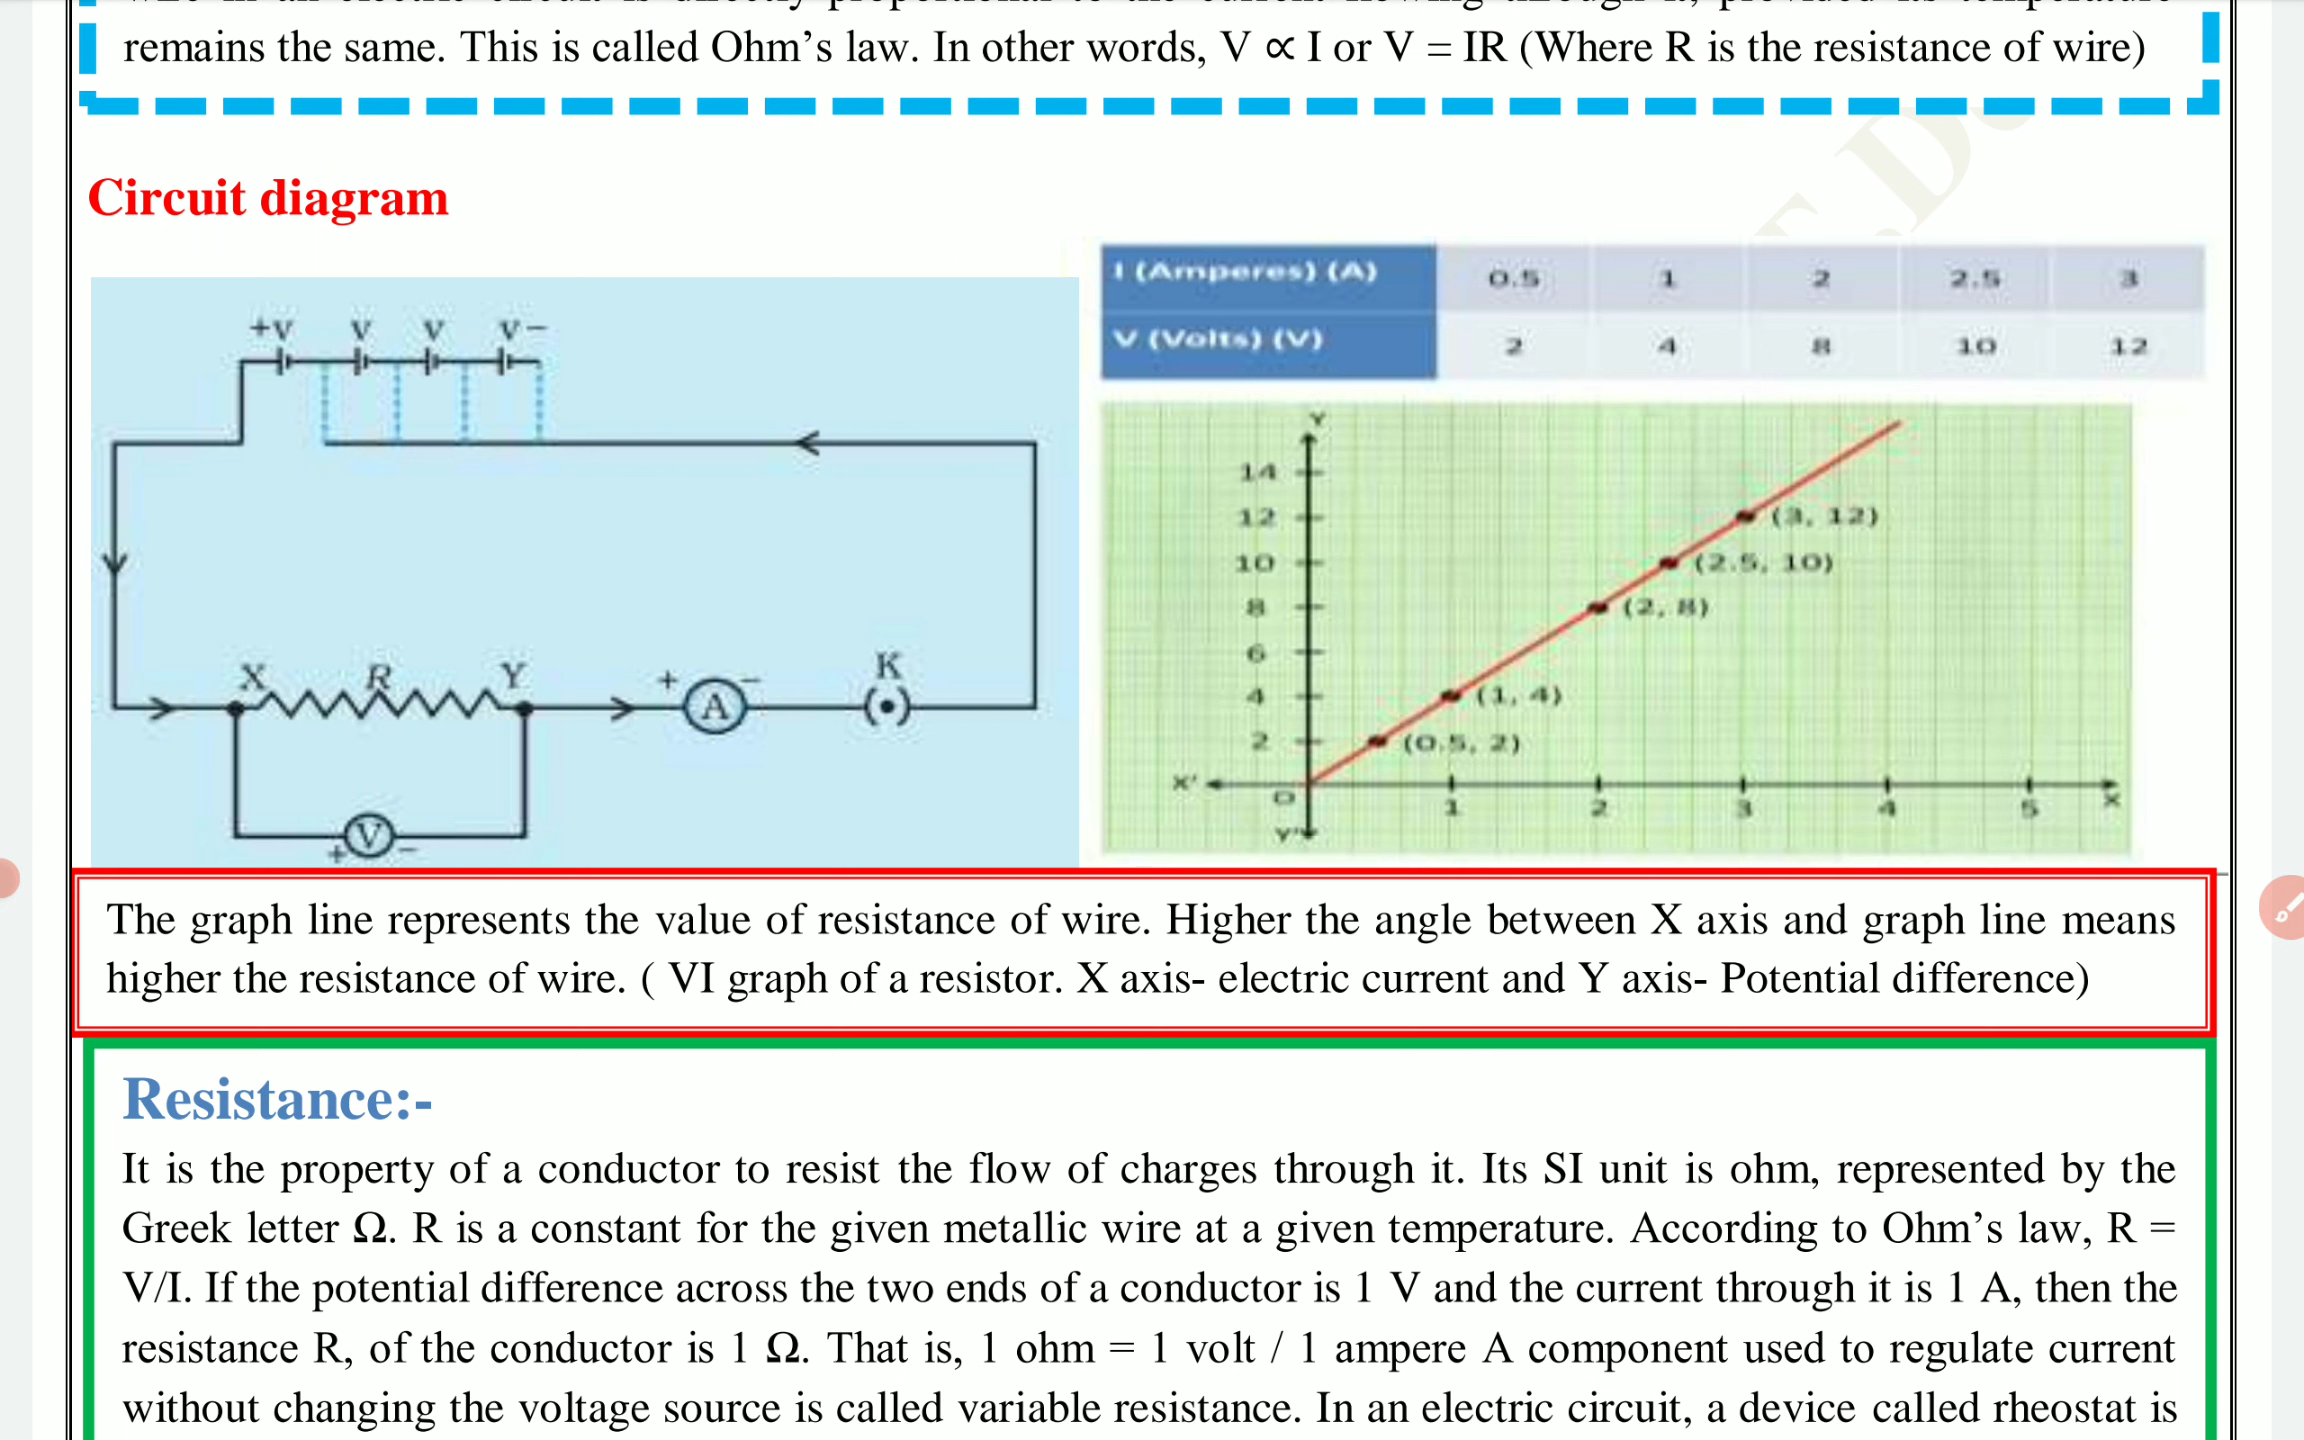 remains the same. This is called Ohm’s law. In other words, V ∝ I or V = IR (Where R is the resistance of wire)
Circuit diagram
+V V V V −
X R Y
+ A −
K
+ V −
I (Amperes) (A) 0.5 1 2 2.5 3
V (Volts) (V) 2 4 8 10 12
Y
14
12 (3, 12)
10 (2.5, 10)
8 (2, 8)
6
4 (1, 4)
2 (0.5, 2)
X' O 1 2 3 4 5 X
Y'
The graph line represents the value of resistance of wire. Higher the angle between X axis and graph line means
higher the resistance of wire. ( VI graph of a resistor. X axis- electric current and Y axis- Potential difference)
Resistance:-
It is the property of a conductor to resist the flow of charges through it. Its SI unit is ohm, represented by the
Greek letter Ω. R is a constant for the given metallic wire at a given temperature. According to Ohm’s law, R =
V/I. If the potential difference across the two ends of a conductor is 1 V and the current through it is 1 A, then the
resistance R, of the conductor is 1 Ω. That is, 1 ohm = 1 volt / 1 ampere A component used to regulate current
without changing the voltage source is called variable resistance. In an electric circuit, a device called rheostat is